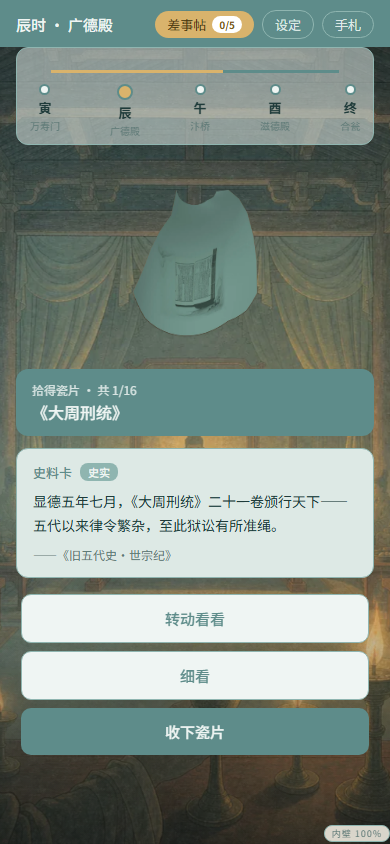 辰时 · 广德殿
差事帖 0/5
设定
手札
寅 辰 午 酉 终
万寿门 广德殿 汴桥 滋德殿 合瓷
拾得瓷片 · 共 1/16
《大周刑统》
史料卡 史实
显德五年七月，《大周刑统》二十一卷颁行天下——
五代以来律令繁杂，至此狱讼有所准绳。
——《旧五代史·世宗纪》
转动看看
细看
收下瓷片
内壁 100%